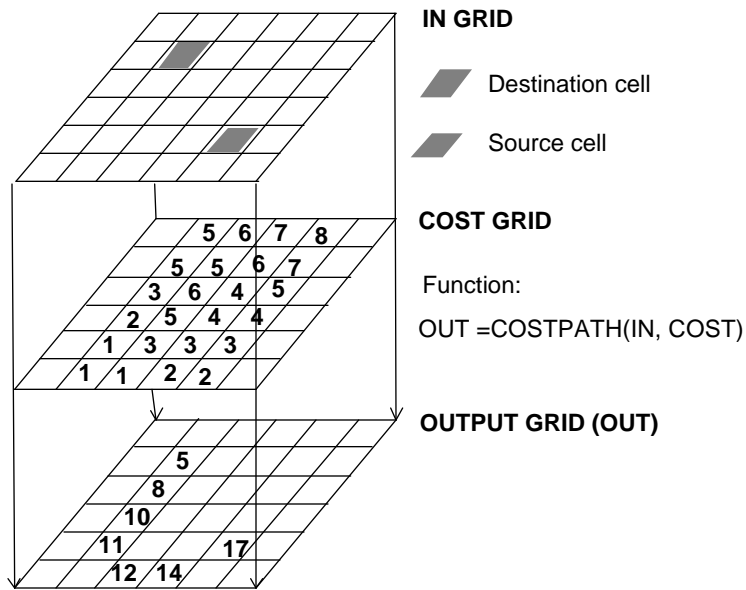 IN GRID
Destination cell
Source cell
COST GRID
5 6 7 8
5 5 6 7
3 6 4 5
2 5 4 4
1 3 3 3
1 1 2 2
Function:
OUT =COSTPATH(IN, COST)
OUTPUT GRID (OUT)
5
8
10
11 17
12 14